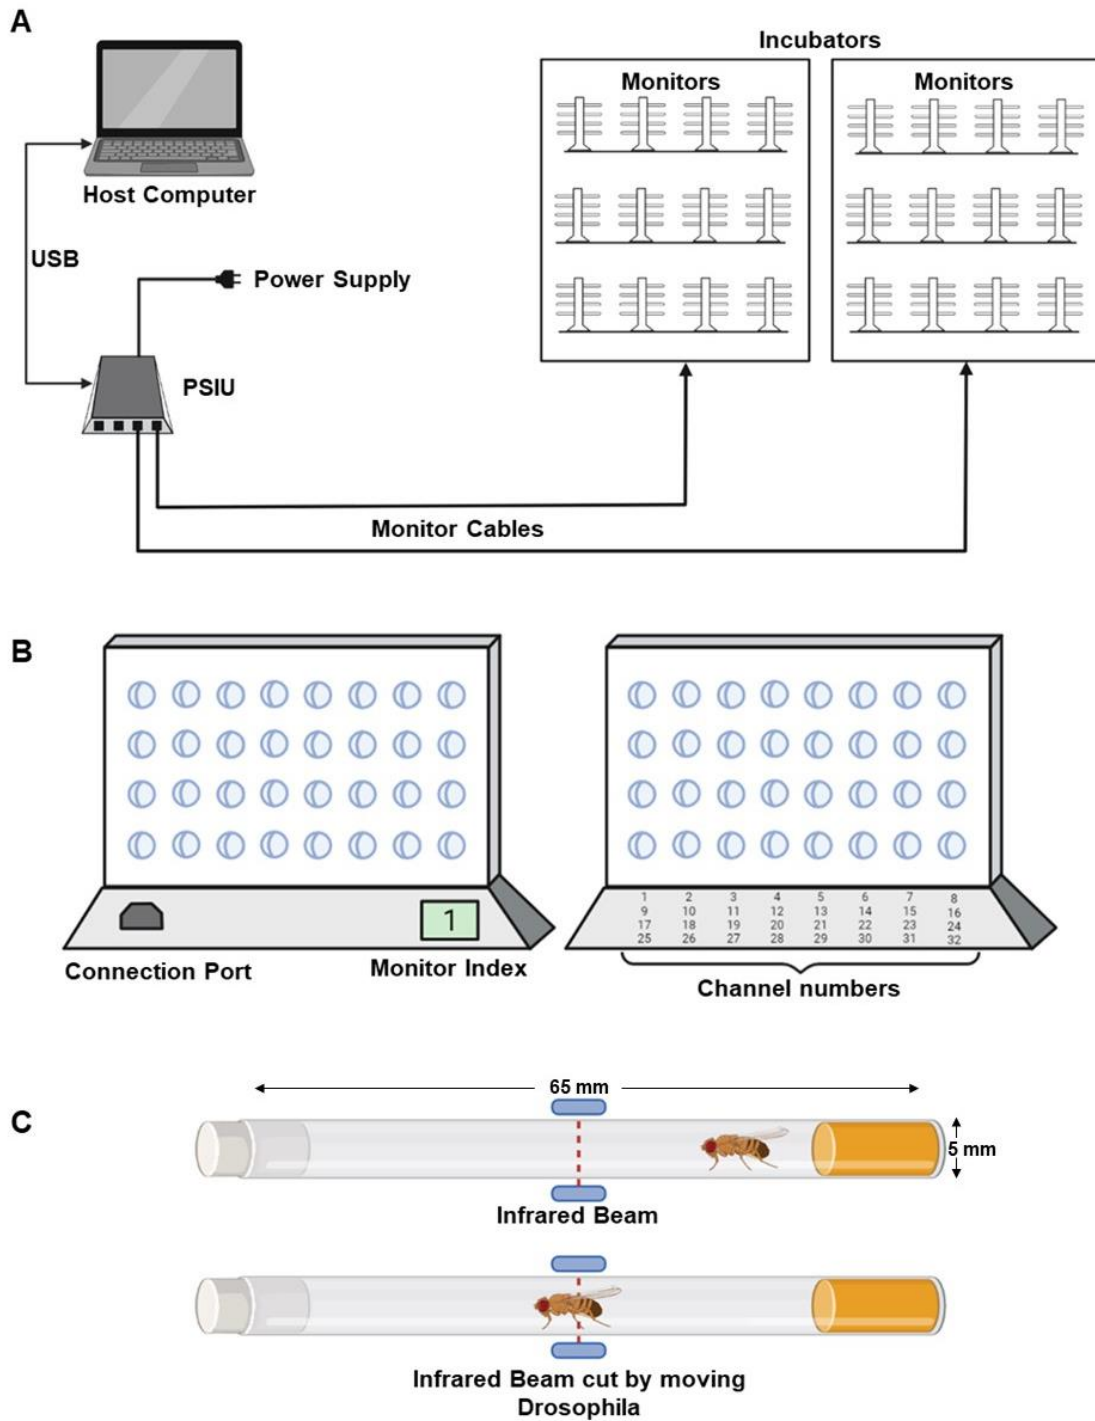 A
Incubators
Monitors
Monitors
Host Computer
USB
Power Supply
PSIU
Monitor Cables
B
1
1 2 3 4 5 6 7 8
9 10 11 12 13 14 15 16
17 18 19 20 21 22 23 24
25 26 27 28 29 30 31 32
Connection Port
Monitor Index
Channel numbers
C
65 mm
5 mm
Infrared Beam
Infrared Beam cut by moving
Drosophila